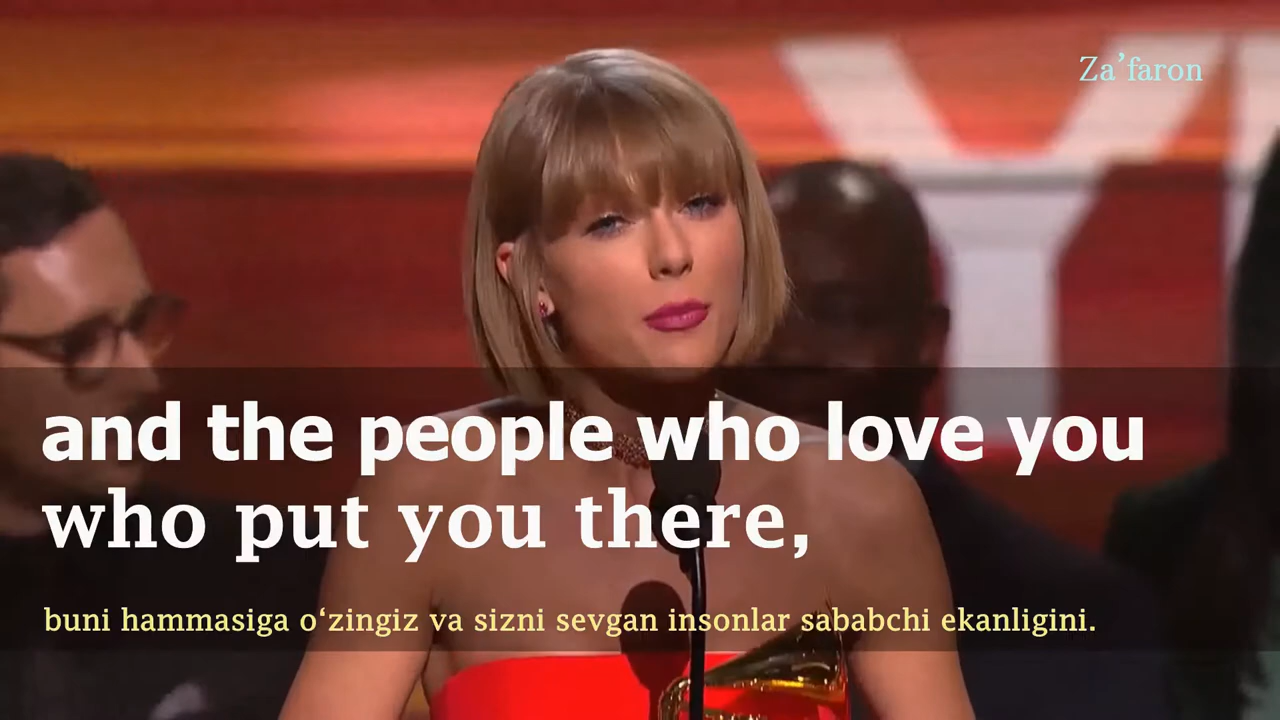 Za’faron
and the people who love you
who put you there,
buni hammasiga o‘zingiz va sizni sevgan insonlar sababchi ekanligini.